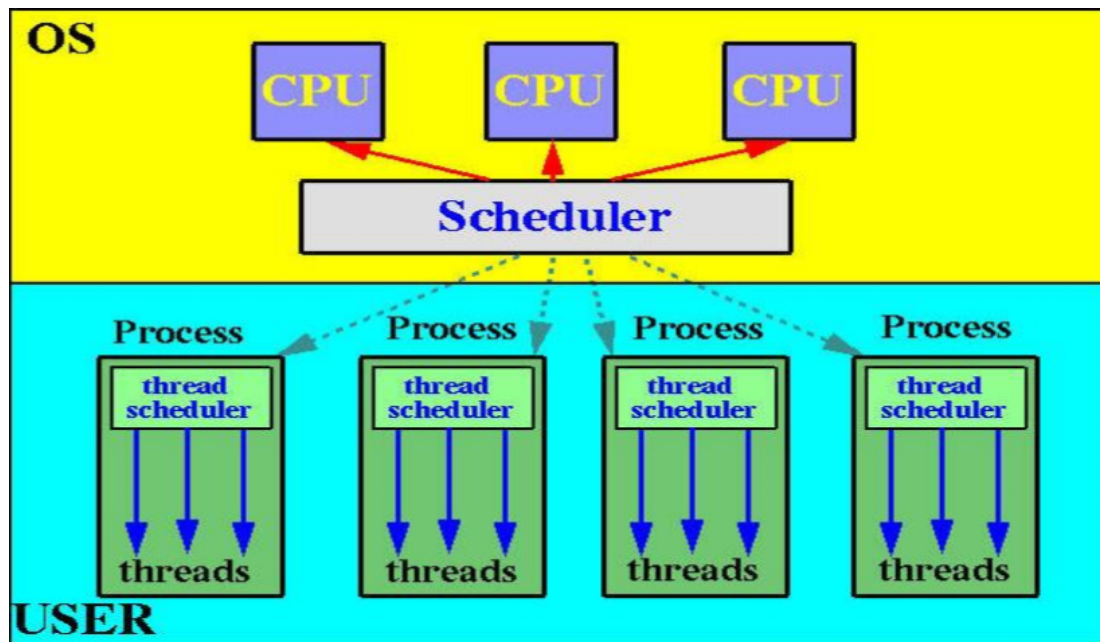 OS
CPU
CPU
CPU
Scheduler
Process
Process
Process
Process
thread
scheduler
thread
scheduler
thread
scheduler
thread
scheduler
threads
threads
threads
threads
USER